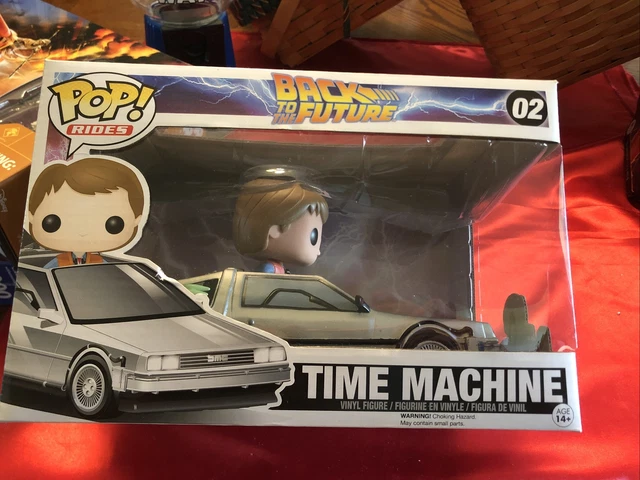 POP!
RIDES
BACK
TO THE
FUTURE
02
DMC
TIME MACHINE
VINYL FIGURE / FIGURINE EN VINYLE / FIGURA DE VINIL
WARNING: Choking Hazard.
May contain small parts.
AGE
14+